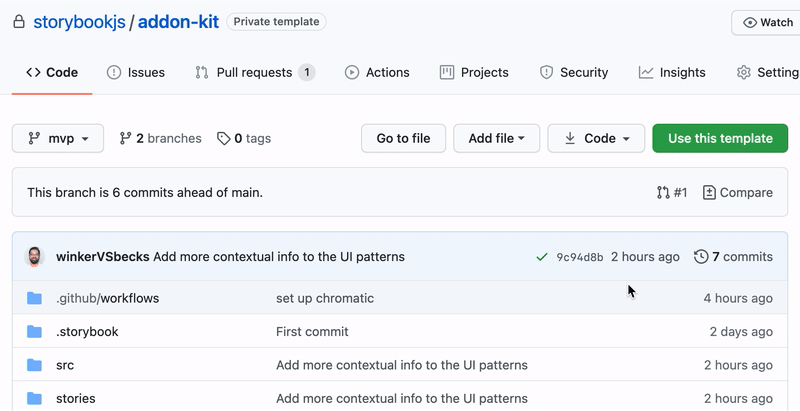 storybookjs / addon-kit Private template Watch
Code Issues Pull requests 1 Actions Projects Security Insights Setting
mvp 2 branches 0 tags Go to file Add file Code Use this template
This branch is 6 commits ahead of main. #1 Compare
winkerVSbecks Add more contextual info to the UI patterns 9c94d8b 2 hours ago 7 commits
.github/workflows set up chromatic 4 hours ago
.storybook First commit 2 days ago
src Add more contextual info to the UI patterns 2 hours ago
stories Add more contextual info to the UI patterns 2 hours ago